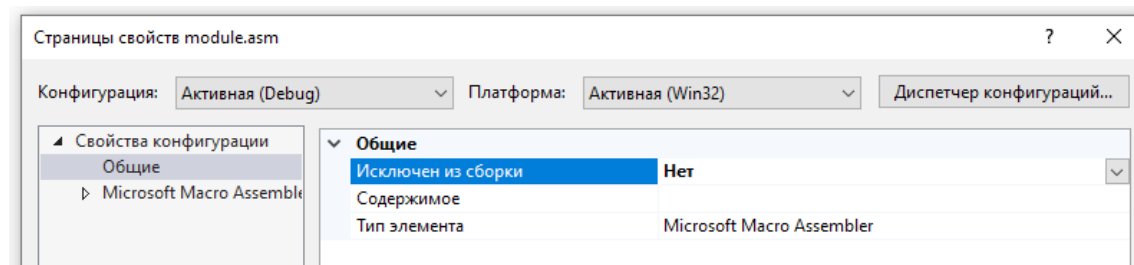 Страницы свойств module.asm ?
Конфигурация: Активная (Debug) Платформа: Активная (Win32) Диспетчер конфигураций...
Свойства конфигурации
Общие
Microsoft Macro Assemble
Общие
Исключен из сборки Нет
Содержимое
Тип элемента Microsoft Macro Assembler